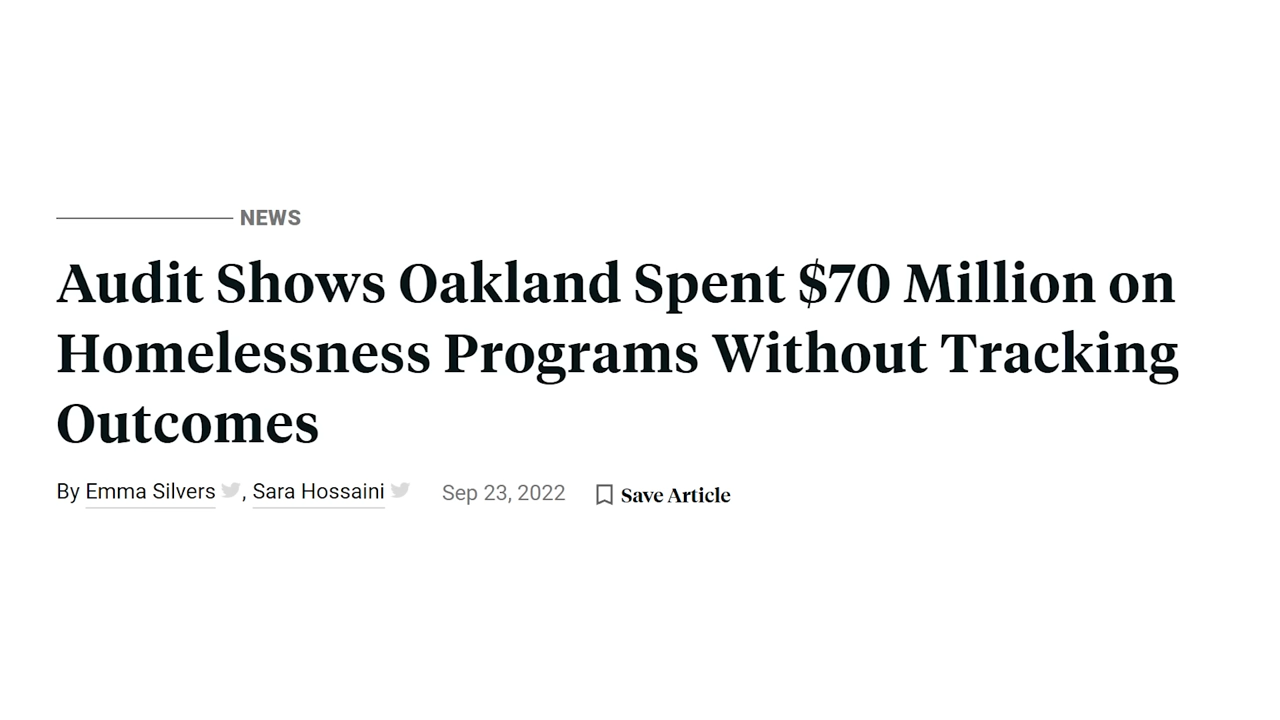 NEWS
Audit Shows Oakland Spent $70 Million on
Homelessness Programs Without Tracking
Outcomes
By Emma Silvers , Sara Hossaini Sep 23, 2022 Save Article